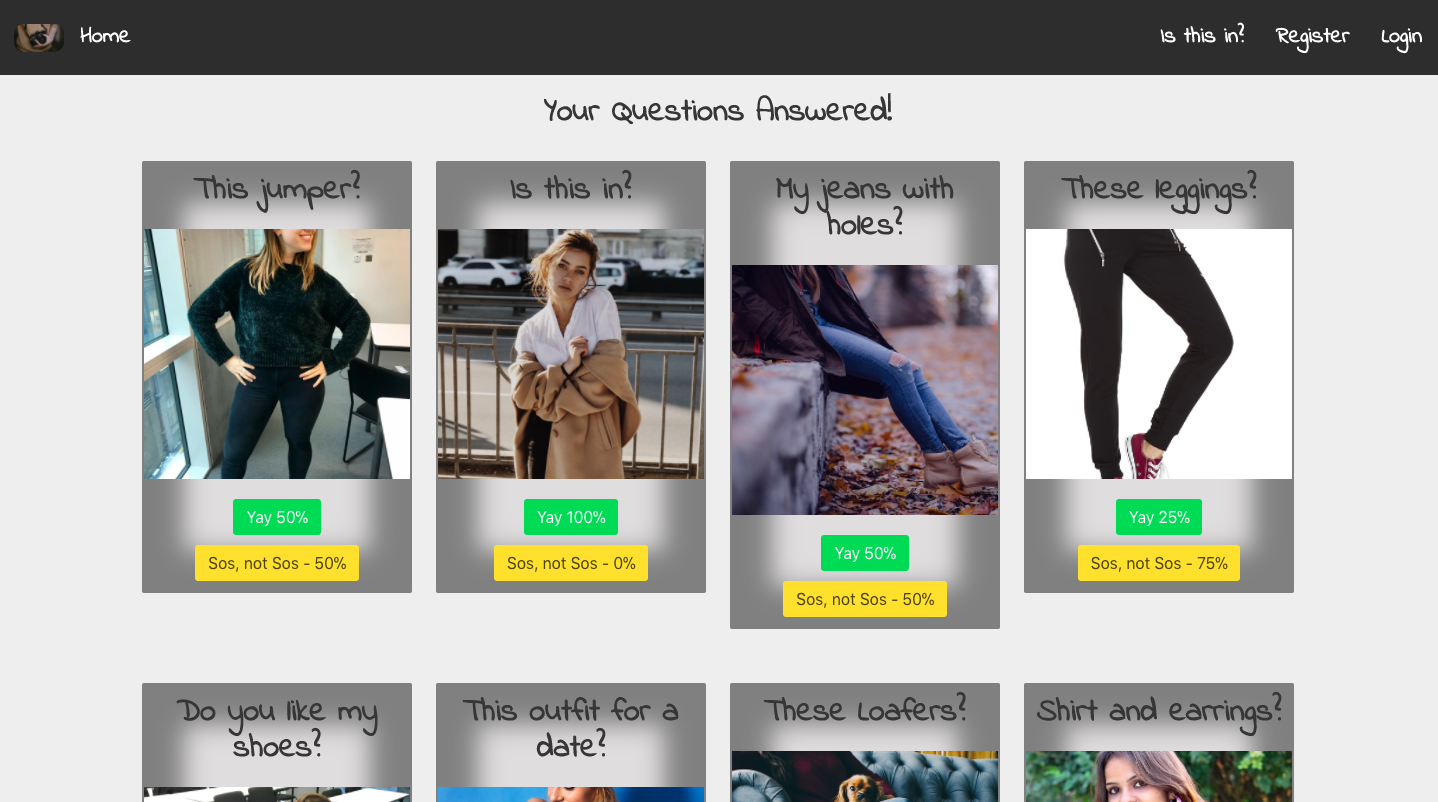 Home
Is this in?
Register
Login
Your Questions Answered!
This jumper?
Is this in?
My jeans with
holes?
These leggings?
Yay 50%
Sos, not Sos - 50%
Yay 100%
Sos, not Sos - 0%
Yay 50%
Sos, not Sos - 50%
Yay 25%
Sos, not Sos - 75%
Do you like my
shoes?
This outfit for a
date?
These Loafers?
Shirt and earrings?